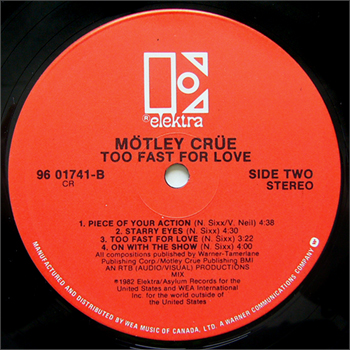 elektra
MÖTLEY CRÜE
TOO FAST FOR LOVE
96 01741-B
CR
SIDE TWO
STEREO
1. PIECE OF YOUR ACTION (N. Sixx/V. Neil) 4:38
2. STARRY EYES (N. Sixx) 4:30
3. TOO FAST FOR LOVE (N. Sixx) 3:22
4. ON WITH THE SHOW (N. Sixx) 4:06
All compositions published by Warner-Tamerlane
Publishing Corp./Motley Crue Publishing BMI
AN RTB (AUDIO/VISUAL) PRODUCTIONS
MIX
℗1982 Elektra/Asylum Records for the
United States and WEA International
Inc. for the world outside of the
United States
MANUFACTURED AND DISTRIBUTED BY WEA MUSIC OF CANADA, LTD. A WARNER COMMUNICATIONS COMPANY